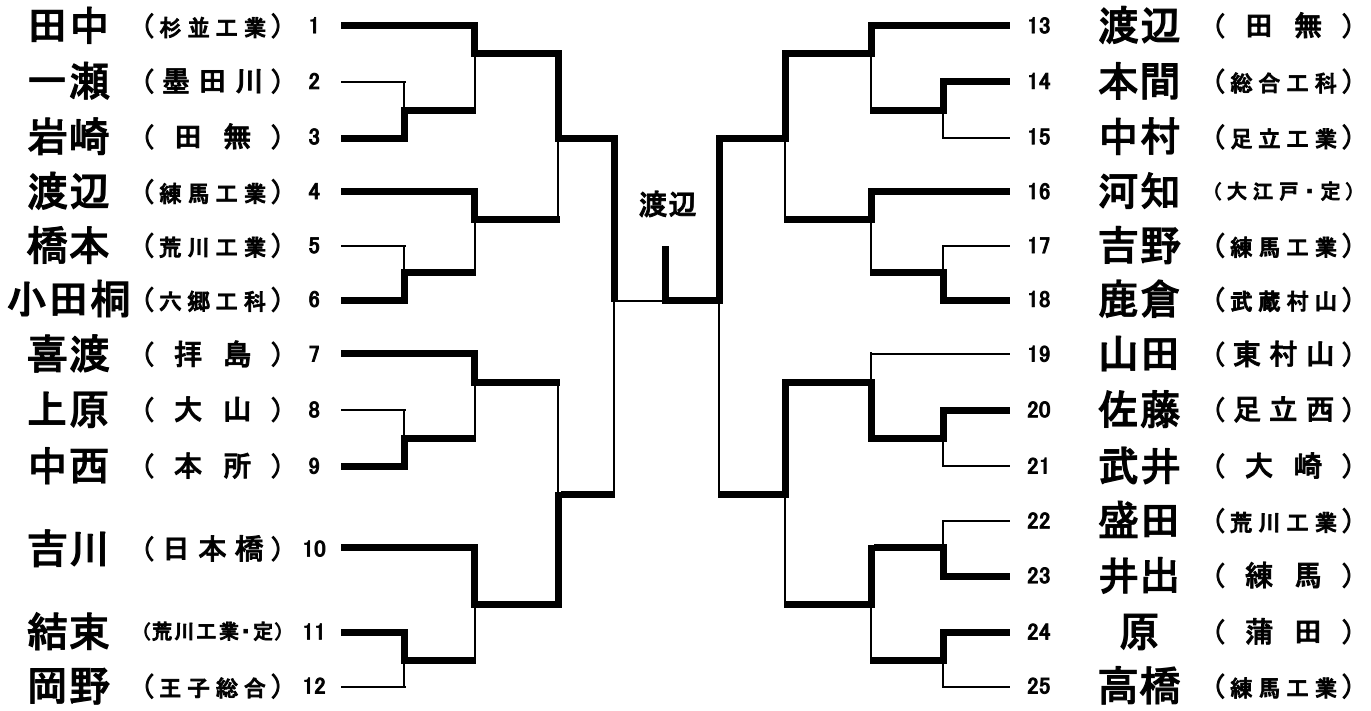 田中 （杉並工業） 1
一瀬 （墨田川） 2
岩崎 （田無） 3
渡辺 （練馬工業） 4
橋本 （荒川工業） 5
小田桐 （六郷工科） 6
喜渡 （拝島） 7
上原 （大山） 8
中西 （本所） 9
吉川 （日本橋） 10
結束 （荒川工業・定） 11
岡野 （王子総合） 12
渡辺
13 渡辺 （田無）
14 本間 （総合工科）
15 中村 （足立工業）
16 河知 （大江戸・定）
17 吉野 （練馬工業）
18 鹿倉 （武蔵村山）
19 山田 （東村山）
20 佐藤 （足立西）
21 武井 （大崎）
22 盛田 （荒川工業）
23 井出 （練馬）
24 原 （蒲田）
25 高橋 （練馬工業）